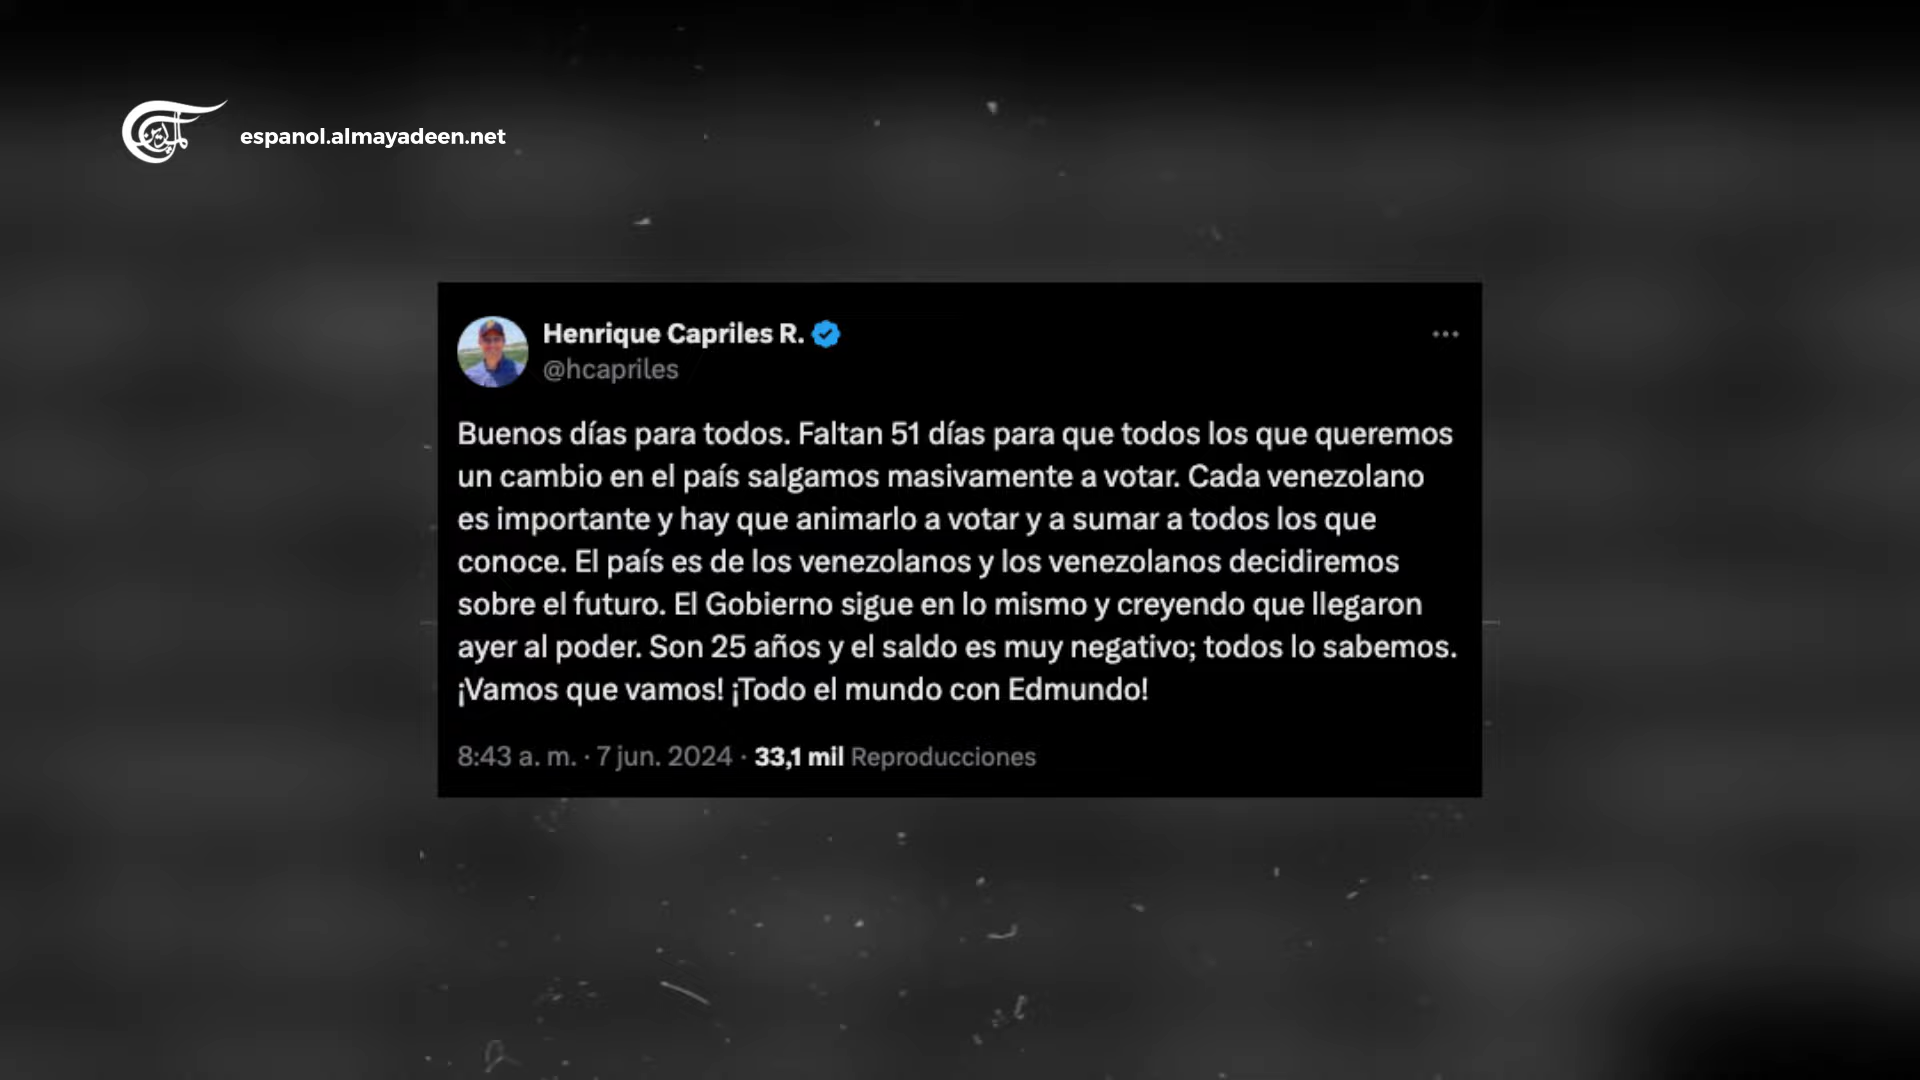 الميادين
espanol.almayadeen.net
Henrique Capriles R.
@hcapriles
Buenos días para todos. Faltan 51 días para que todos los que queremos
un cambio en el país salgamos masivamente a votar. Cada venezolano
es importante y hay que animarlo a votar y a sumar a todos los que
conoce. El país es de los venezolanos y los venezolanos decidiremos
sobre el futuro. El Gobierno sigue en lo mismo y creyendo que llegaron
ayer al poder. Son 25 años y el saldo es muy negativo; todos lo sabemos.
¡Vamos que vamos! ¡Todo el mundo con Edmundo!
8:43 a. m. · 7 jun. 2024 · 33,1 mil Reproducciones